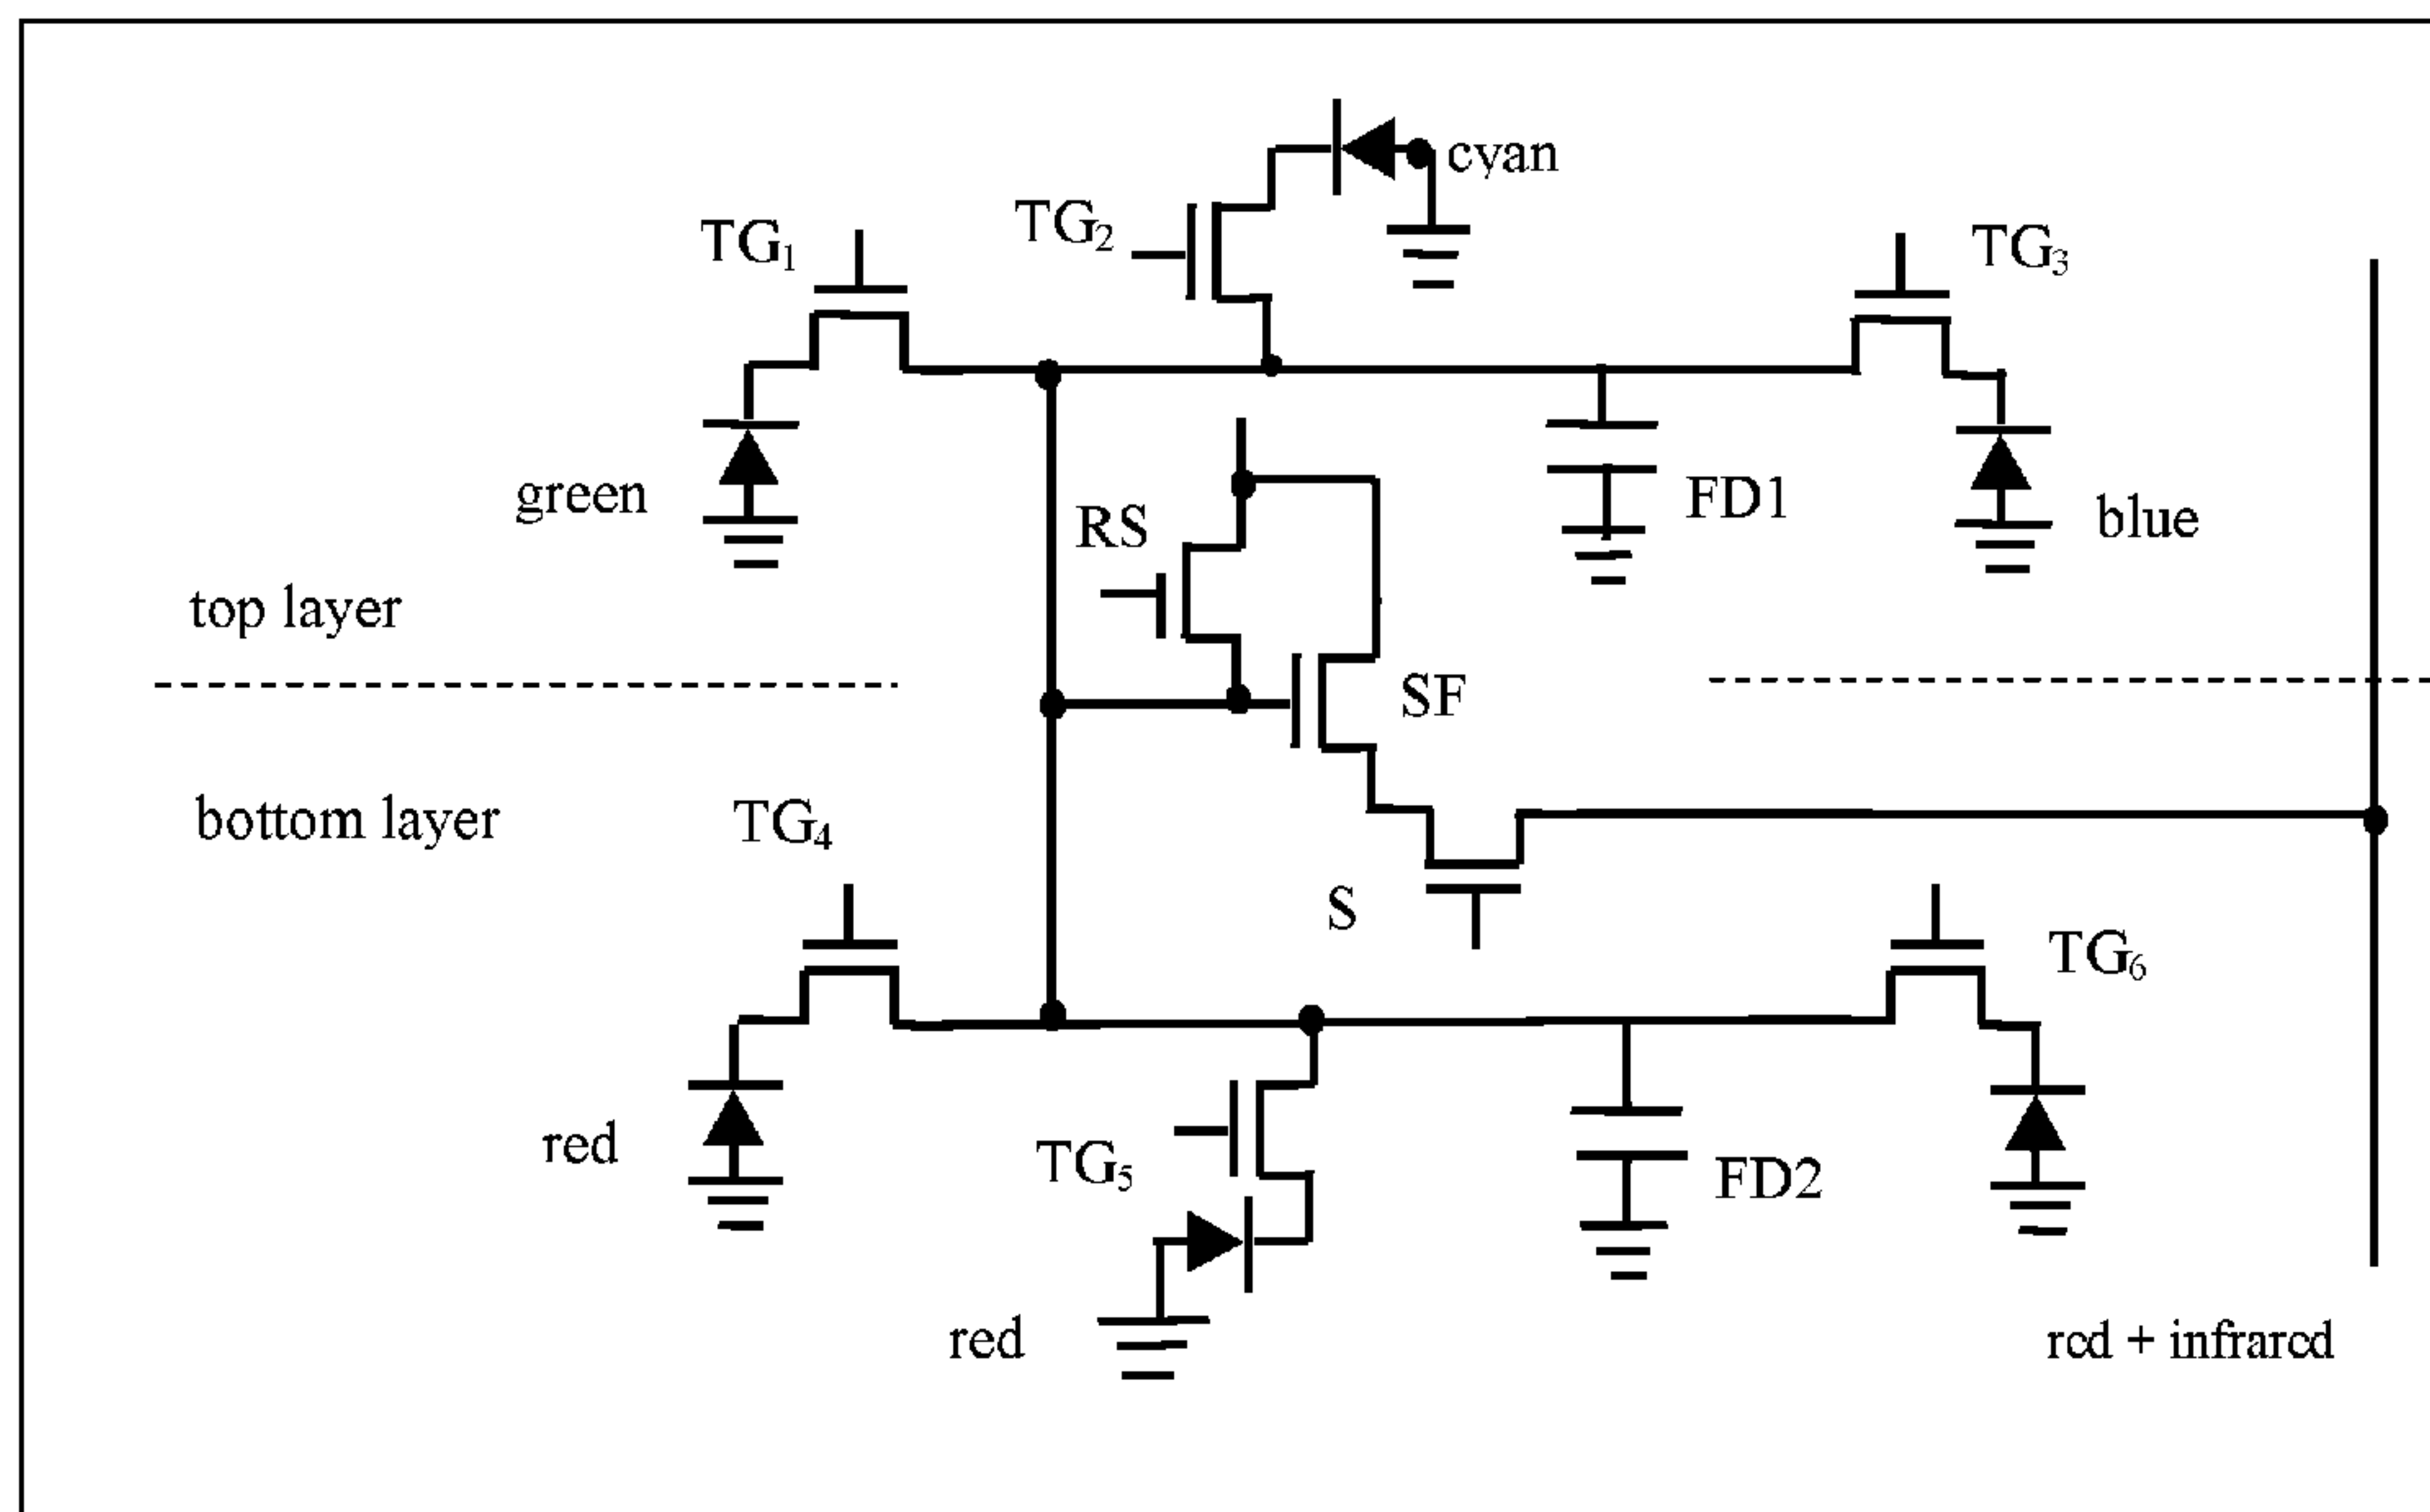 cyan
TG2
TG1
TG3
FD1
green
blue
RS
top layer
SF
bottom layer
TG4
S
TG6
red
TG5
FD2
red
red + infrared